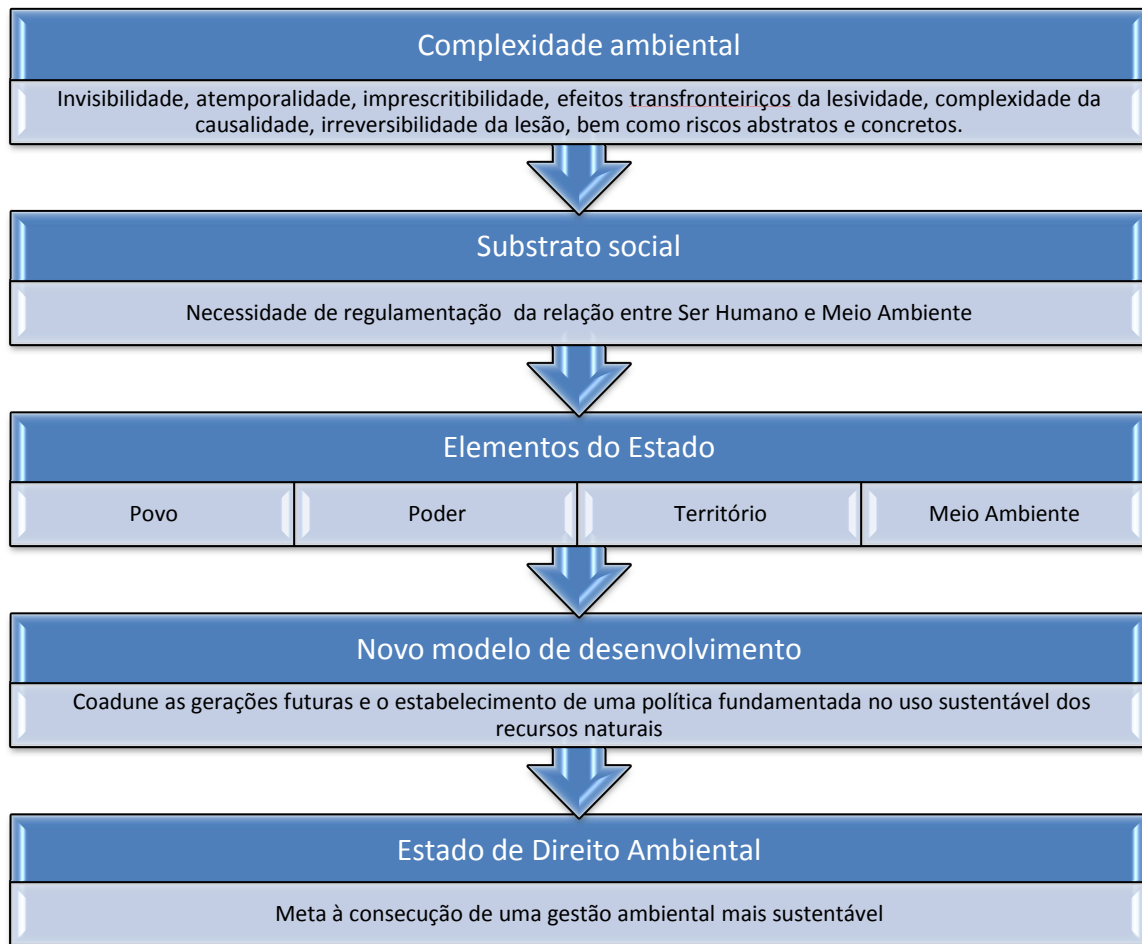 Complexidade ambiental
Invisibilidade, atemporalidade, imprescritibilidade, efeitos transfronteiriços da lesividade, complexidade da
causalidade, irreversibilidade da lesão, bem como riscos abstratos e concretos.
Substrato social
Necessidade de regulamentação da relação entre Ser Humano e Meio Ambiente
Elementos do Estado
Povo
Poder
Território
Meio Ambiente
Novo modelo de desenvolvimento
Coadune as gerações futuras e o estabelecimento de uma política fundamentada no uso sustentável dos
recursos naturais
Estado de Direito Ambiental
Meta à consecução de uma gestão ambiental mais sustentável